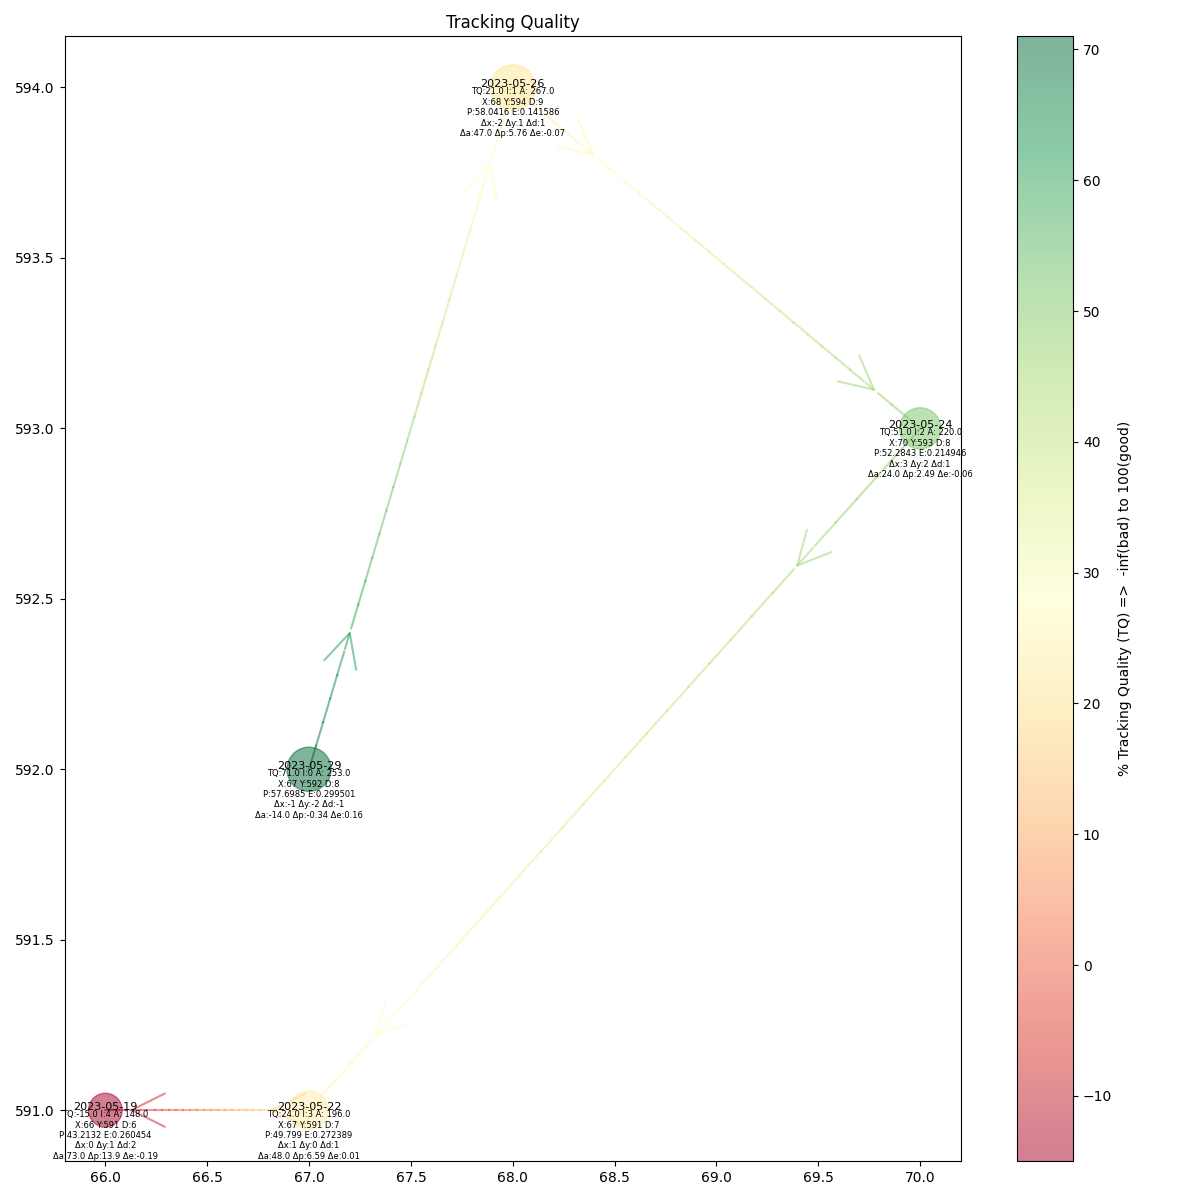 Tracking Quality
594.0
593.5
593.0
592.5
592.0
591.5
591.0
66.0 66.5 67.0 67.5 68.0 68.5 69.0 69.5 70.0
2023-05-26
TQ:21.0 I:1 A: 267.0
X:68 Y:594 D:9
P:58.0416 E:0.141586
Δx:-2 Δy:1 Δd:1
Δa:47.0 Δp:5.76 Δe:-0.07
2023-05-24
TQ:51.0 I:2 A: 220.0
X:70 Y:593 D:8
P:52.2843 E:0.214946
Δx:3 Δy:2 Δd:1
Δa:24.0 Δp:2.49 Δe:-0.06
2023-05-29
TQ:71.0 I:0 A: 253.0
X:67 Y:592 D:8
P:57.6985 E:0.299501
Δx:-1 Δy:-2 Δd:-1
Δa:-14.0 Δp:-0.34 Δe:0.16
2023-05-19
TQ:-15.0 I:4 A: 148.0
X:66 Y:591 D:6
P:43.2132 E:0.260454
Δx:0 Δy:1 Δd:2
Δa:73.0 Δp:13.9 Δe:-0.19
2023-05-22
TQ:24.0 I:3 A: 196.0
X:67 Y:591 D:7
P:49.799 E:0.272389
Δx:1 Δy:0 Δd:1
Δa:48.0 Δp:6.59 Δe:0.01
70
60
50
40
30
20
10
0
−10
% Tracking Quality (TQ) => -inf(bad) to 100(good)